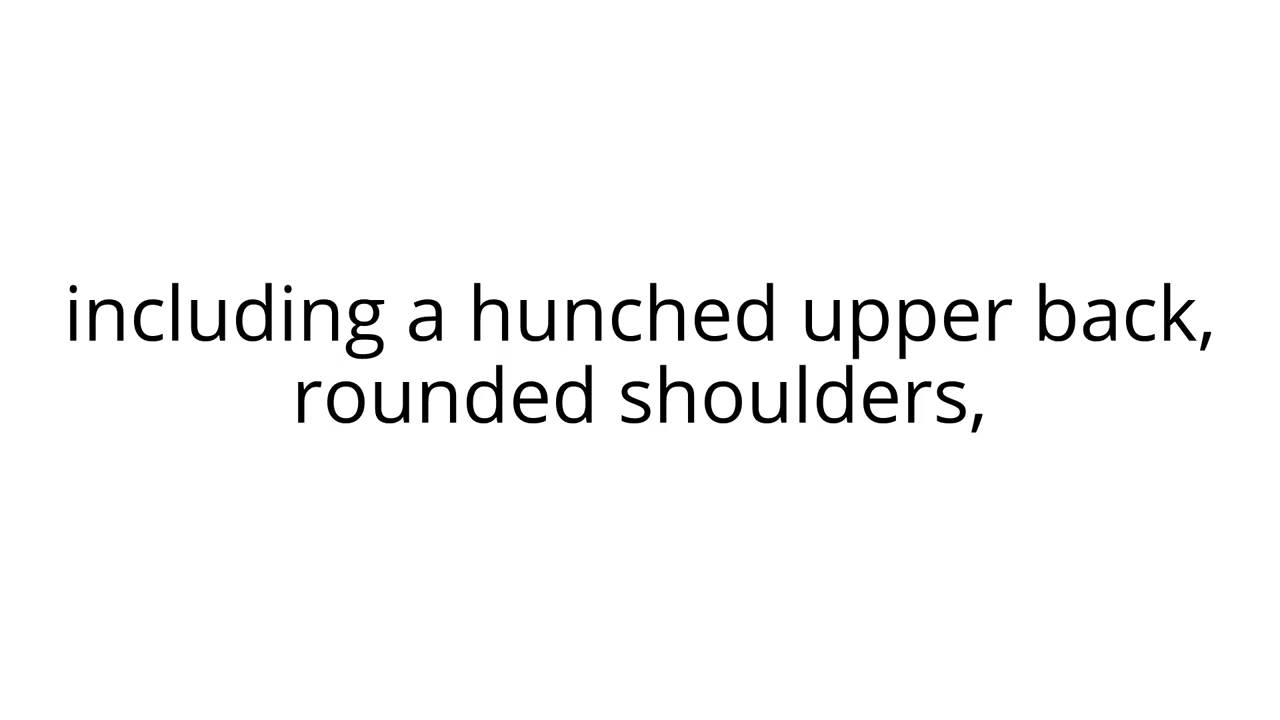 including a hunched upper back,
rounded shoulders,